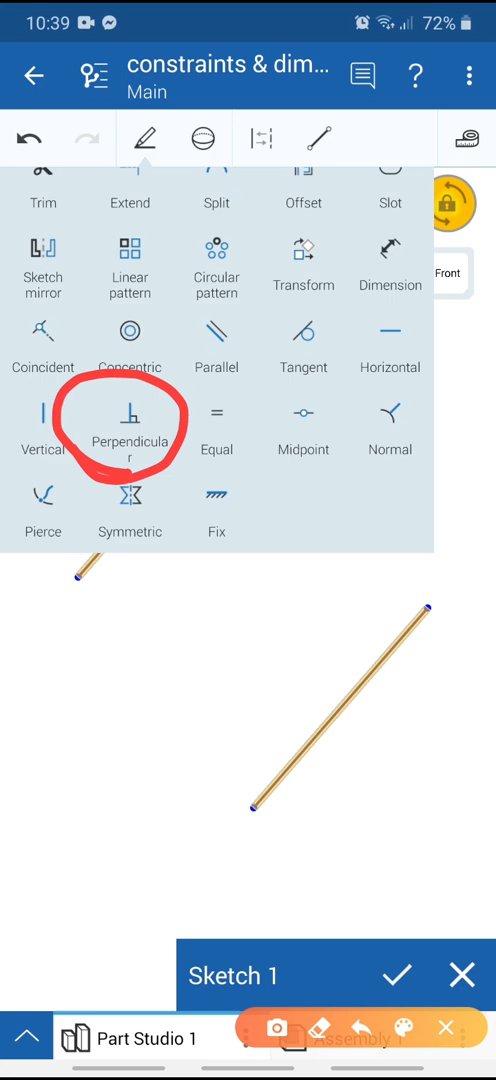 10:39
72%
constraints & dim...
Main
Trim
Extend
Split
Offset
Slot
Front
Sketch
mirror
Linear
pattern
Circular
pattern
Transform
Dimension
Coincident
Concentric
Parallel
Tangent
Horizontal
Vertical
Perpendicula
r
Equal
Midpoint
Normal
Pierce
Symmetric
Fix
Sketch 1
Part Studio 1
Assembly 1